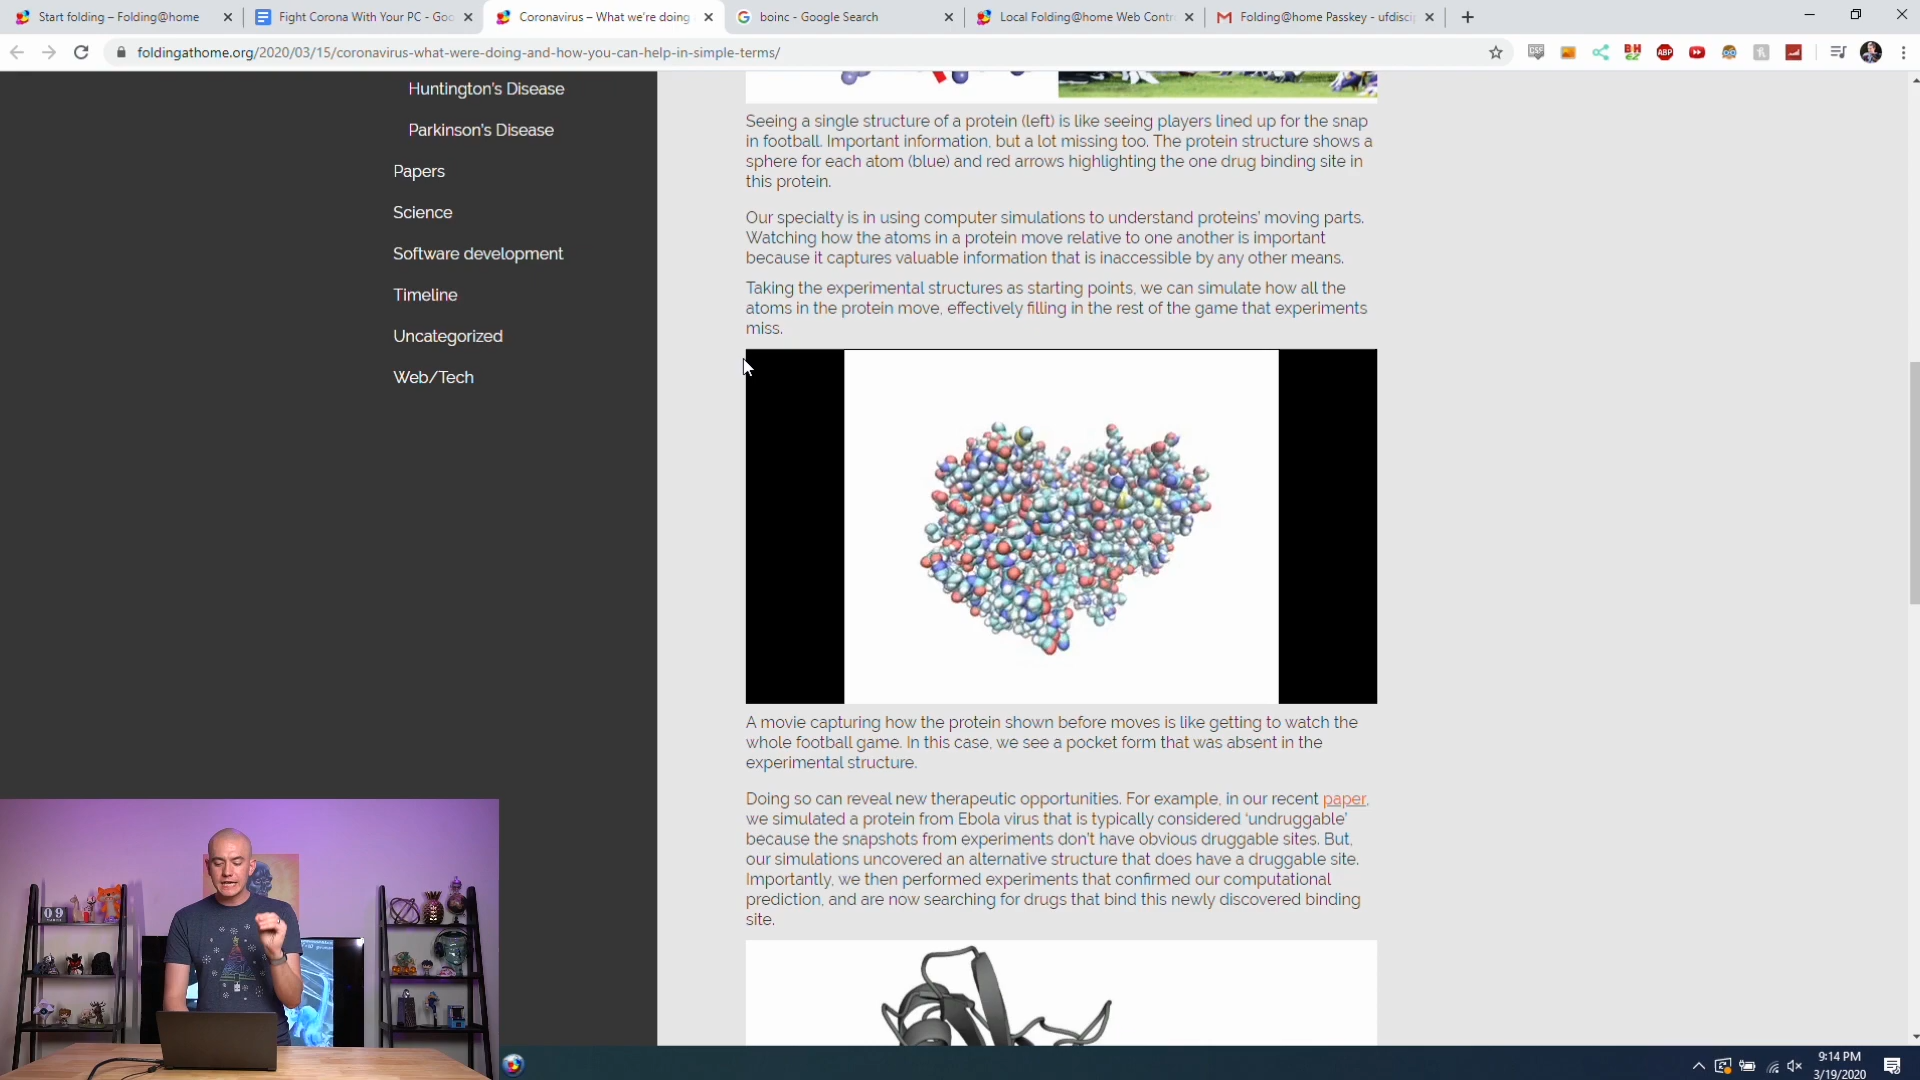 Start folding – Folding@home
Fight Corona With Your PC - Goo
Coronavirus – What we're doing
boinc - Google Search
Local Folding@home Web Contr
Folding@home Passkey - ufdisci
foldingathome.org/2020/03/15/coronavirus-what-were-doing-and-how-you-can-help-in-simple-terms/
Huntington's Disease
Parkinson's Disease
Papers
Science
Software development
Timeline
Uncategorized
Web/Tech
Seeing a single structure of a protein (left) is like seeing players lined up for the snap
in football. Important information, but a lot missing too. The protein structure shows a
sphere for each atom (blue) and red arrows highlighting the one drug binding site in
this protein.
Our specialty is in using computer simulations to understand proteins' moving parts.
Watching how the atoms in a protein move relative to one another is important
because it captures valuable information that is inaccessible by any other means.
Taking the experimental structures as starting points, we can simulate how all the
atoms in the protein move, effectively filling in the rest of the game that experiments
miss.
A movie capturing how the protein shown before moves is like getting to watch the
whole football game. In this case, we see a pocket form that was absent in the
experimental structure.
Doing so can reveal new therapeutic opportunities. For example, in our recent paper,
we simulated a protein from Ebola virus that is typically considered 'undruggable'
because the snapshots from experiments don't have obvious druggable sites. But,
our simulations uncovered an alternative structure that does have a druggable site.
Importantly, we then performed experiments that confirmed our computational
prediction, and are now searching for drugs that bind this newly discovered binding
site.
09
9:14 PM
3/19/2020